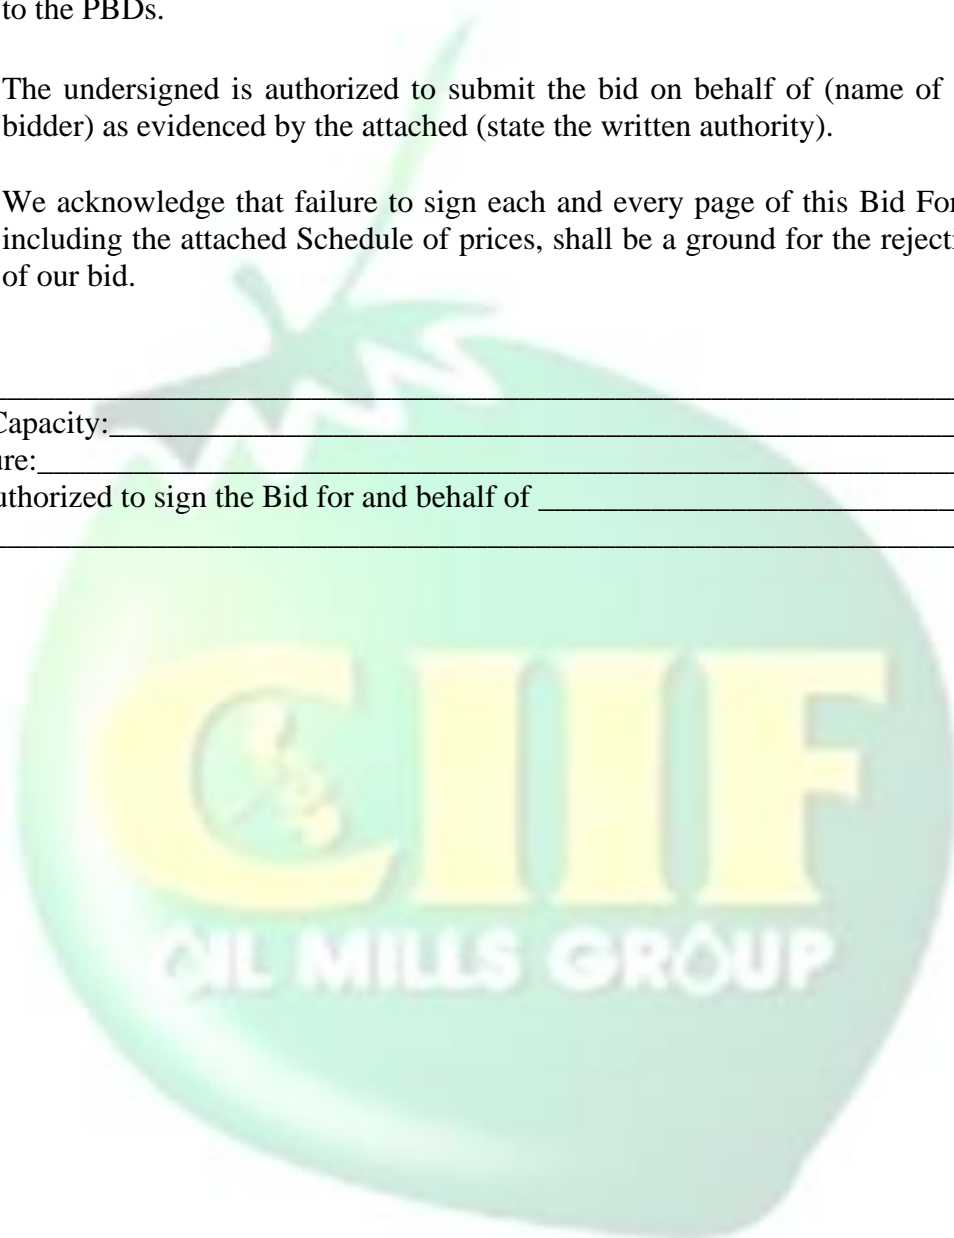 to the PBDs.
The undersigned is authorized to submit the bid on behalf of (name of
bidder) as evidenced by the attached (state the written authority).
We acknowledge that failure to sign each and every page of this Bid For
including the attached Schedule of prices, shall be a ground for the rejecti
of our bid.
Capacity:
ure:
uthorized to sign the Bid for and behalf of
CIIF
OIL MILLS GROUP